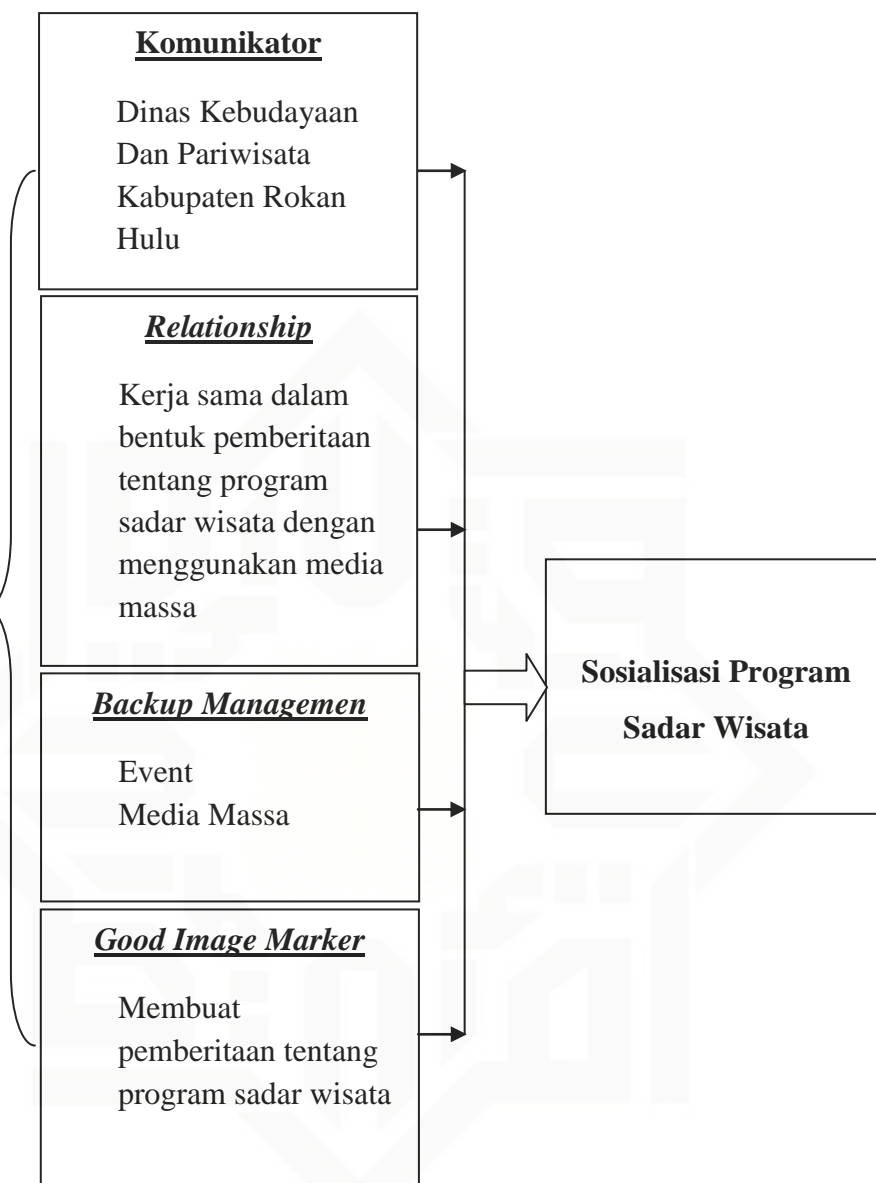 Komunikator
Dinas Kebudayaan
Dan Pariwisata
Kabupaten Rokan
Hulu
Relationship
Kerja sama dalam
bentuk pemberitaan
tentang program
sadar wisata dengan
menggunakan media
massa
Backup Managemen
Event
Media Massa
Good Image Marker
Membuat
pemberitaan tentang
program sadar wisata
Sosialisasi Program
Sadar Wisata